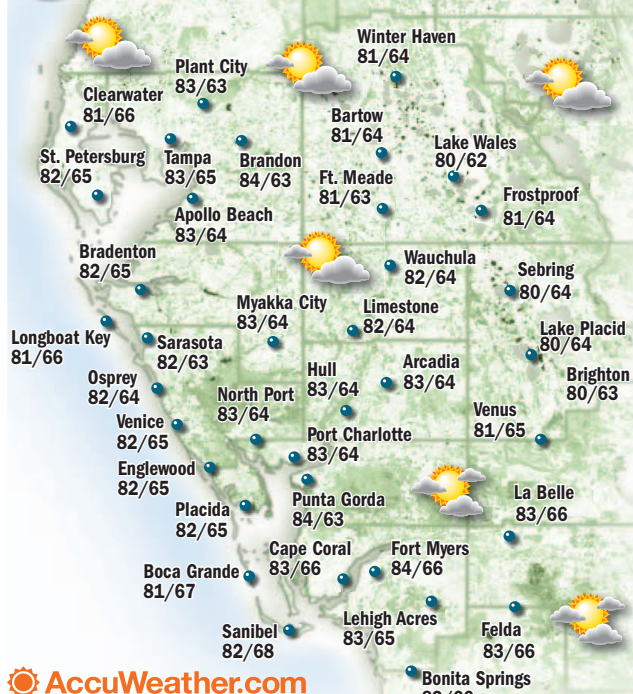 Winter Haven
81/64
Plant City
83/63
Clearwater
81/66
Bartow
81/64
Lake Wales
80/62
St. Petersburg
82/65
Tampa
83/65
Brandon
84/63
Ft. Meade
81/63
Frostproof
81/64
Apollo Beach
83/64
Bradenton
82/65
Wauchula
82/64
Sebring
80/64
Myakka City
83/64
Limestone
82/64
Longboat Key
81/66
Sarasota
82/63
Lake Placid
80/64
Osprey
82/64
Hull
83/64
Arcadia
83/64
Brighton
80/63
North Port
83/64
Venus
81/65
Venice
82/65
Port Charlotte
83/64
Englewood
82/65
Punta Gorda
84/63
La Belle
83/66
Placida
82/65
Cape Coral
83/66
Fort Myers
84/66
Boca Grande
81/67
Lehigh Acres
83/65
Sanibel
82/68
Felda
83/66
Bonita Springs
AccuWeather.com